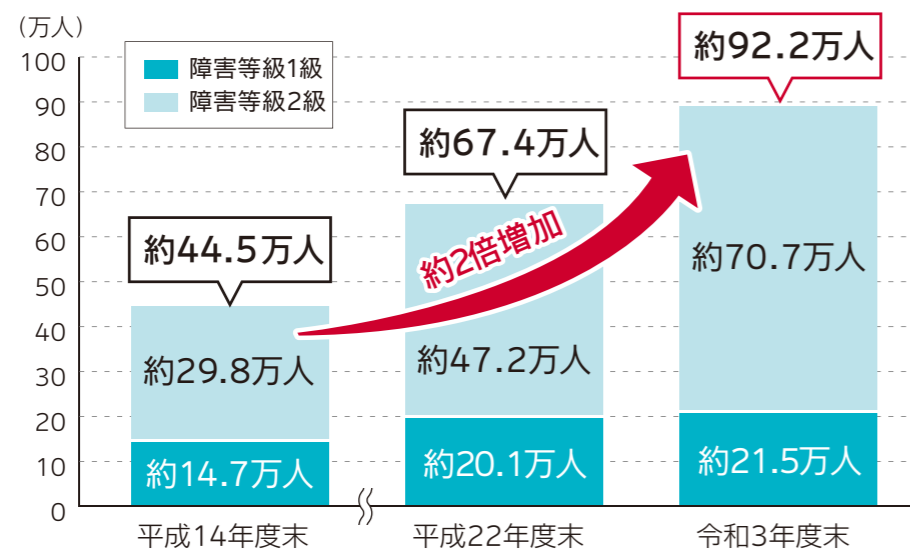 (万人)
100
90
80
70
60
50
40
30
20
10
0
障害等級1級
障害等級2級
約44.5万人
約29.8万人
約14.7万人
平成14年度末
約67.4万人
約47.2万人
約20.1万人
平成22年度末
約2倍増加
約92.2万人
約70.7万人
約21.5万人
令和3年度末